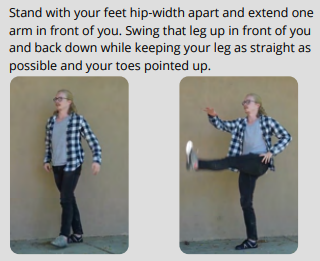 Stand with your feet hip-width apart and extend one
arm in front of you. Swing that leg up in front of you
and back down while keeping your leg as straight as
possible and your toes pointed up.